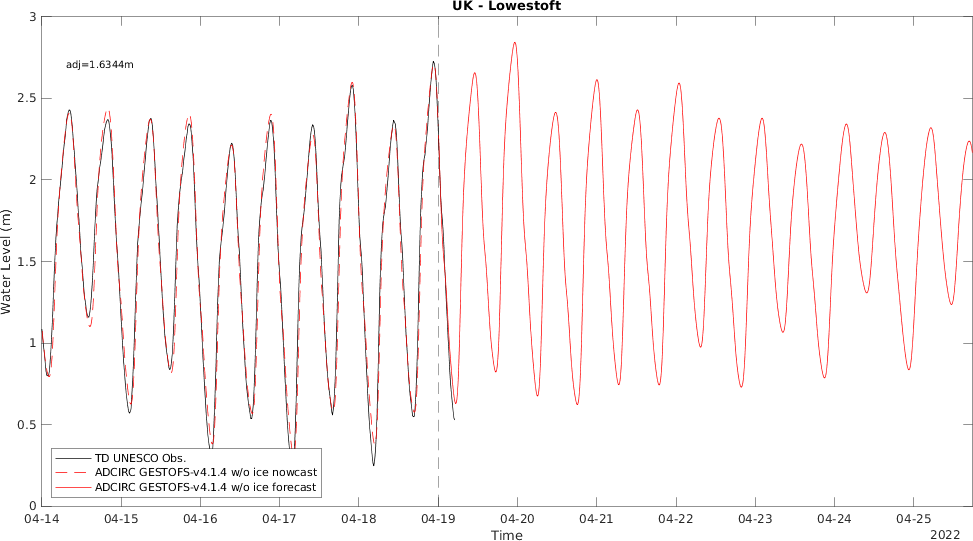 UK - Lowestoft
adj=1.6344m
3
2.5
2
1.5
1
0.5
0
Water Level (m)
TD UNESCO Obs.
ADCIRC GESTOFS-v4.1.4 w/o ice nowcast
ADCIRC GESTOFS-v4.1.4 w/o ice forecast
04-14 04-15 04-16 04-17 04-18 04-19 04-20 04-21 04-22 04-23 04-24 04-25
Time
2022